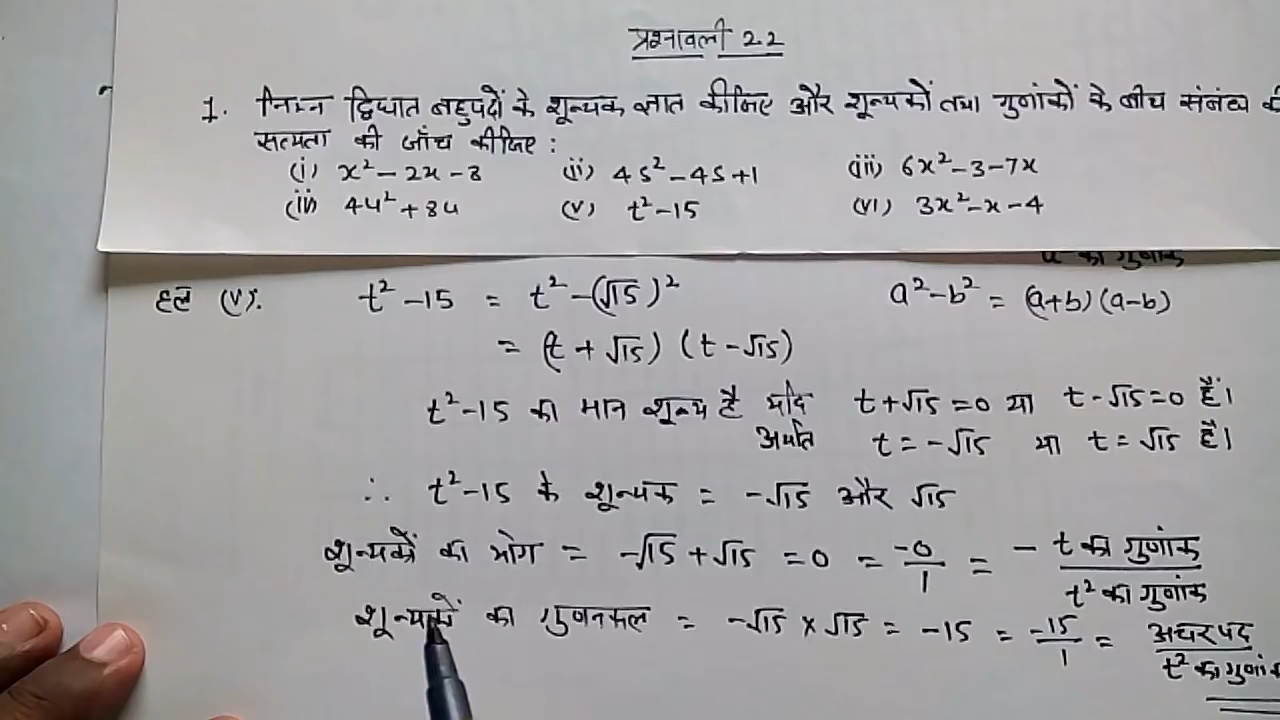 प्रश्नावली 2.2
1. निम्न द्विघात बहुपदों के शून्यक ज्ञात कीजिए और शून्यकों तथा गुणांकों के बीच संबंध की
सत्यता की जाँच कीजिए :
(i) x² - 2x - 8 (ii) 4s² - 4s + 1 (iii) 6x² - 3 - 7x
(iv) 4u² + 8u (v) t² - 15 (vi) 3x² - x - 4
का गुणांक
हल (v). t² - 15 = t² - (√15)² a² - b² = (a+b) (a-b)
= (t + √15) (t - √15)
t² - 15 का मान शून्य है यदि t + √15 = 0 या t - √15 = 0 हैं।
अर्थात t = -√15 या t = √15 है।
∴ t² - 15 के शून्यक = -√15 और √15
शून्यकों का योग = -√15 + √15 = 0 = -0/1 = - t का गुणांक/t² का गुणांक
शून्यकों का गुणनफल = -√15 × √15 = -15 = -15/1 = अचर पद/t² का गुणांक